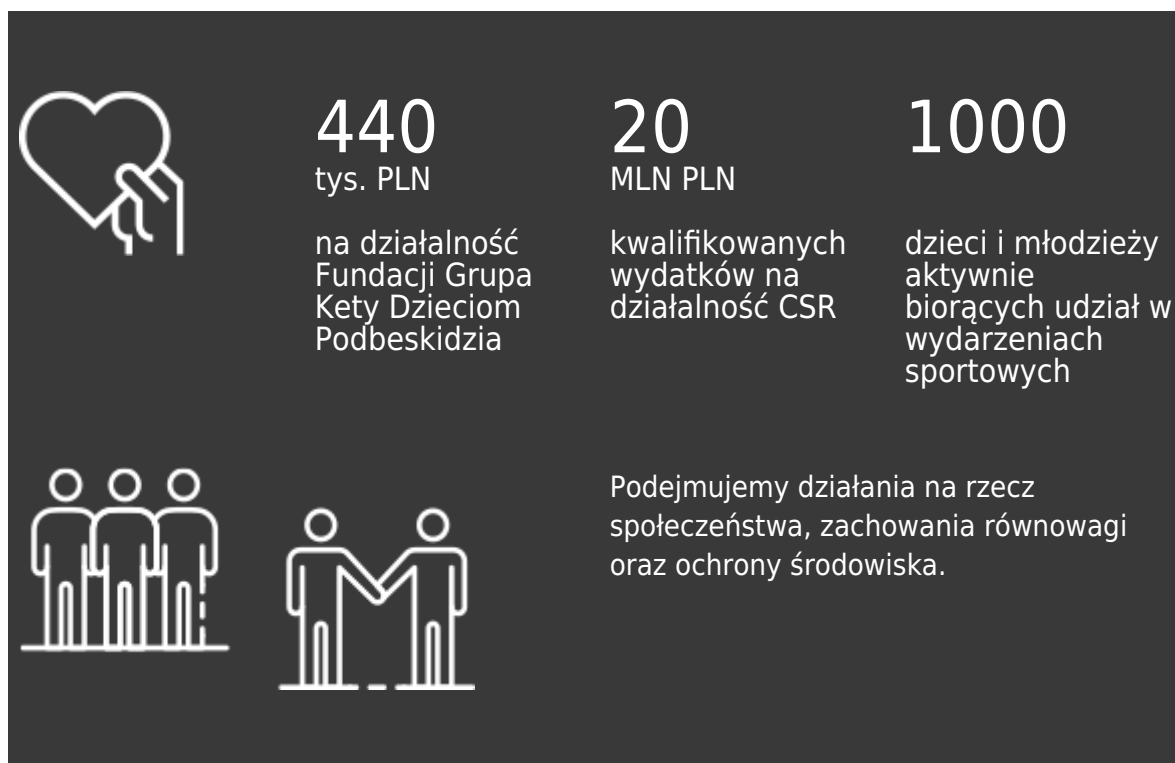 440
tys. PLN
na działalność
Fundacji Grupa
Kety Dzieciom
Podbeskidzia
20
MLN PLN
kwalifikowanych
wydatków na
działalność CSR
1000
dzieci i młodzieży
aktywnie
biorących udział w
wydarzeniach
sportowych
Podejmujemy działania na rzecz
społeczeństwa, zachowania równowagi
oraz ochrony środowiska.